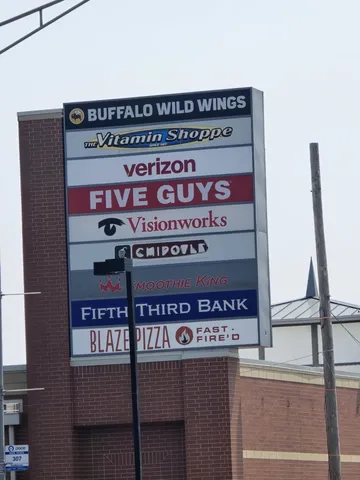 BUFFALO WILD WINGS
THE Vitamin Shoppe
verizon
FIVE GUYS
Visionworks
CHIPOTLE
SMOOTHIE KING
FIFTH THIRD BANK
BLAZE PIZZA FAST-FIRE'D
307